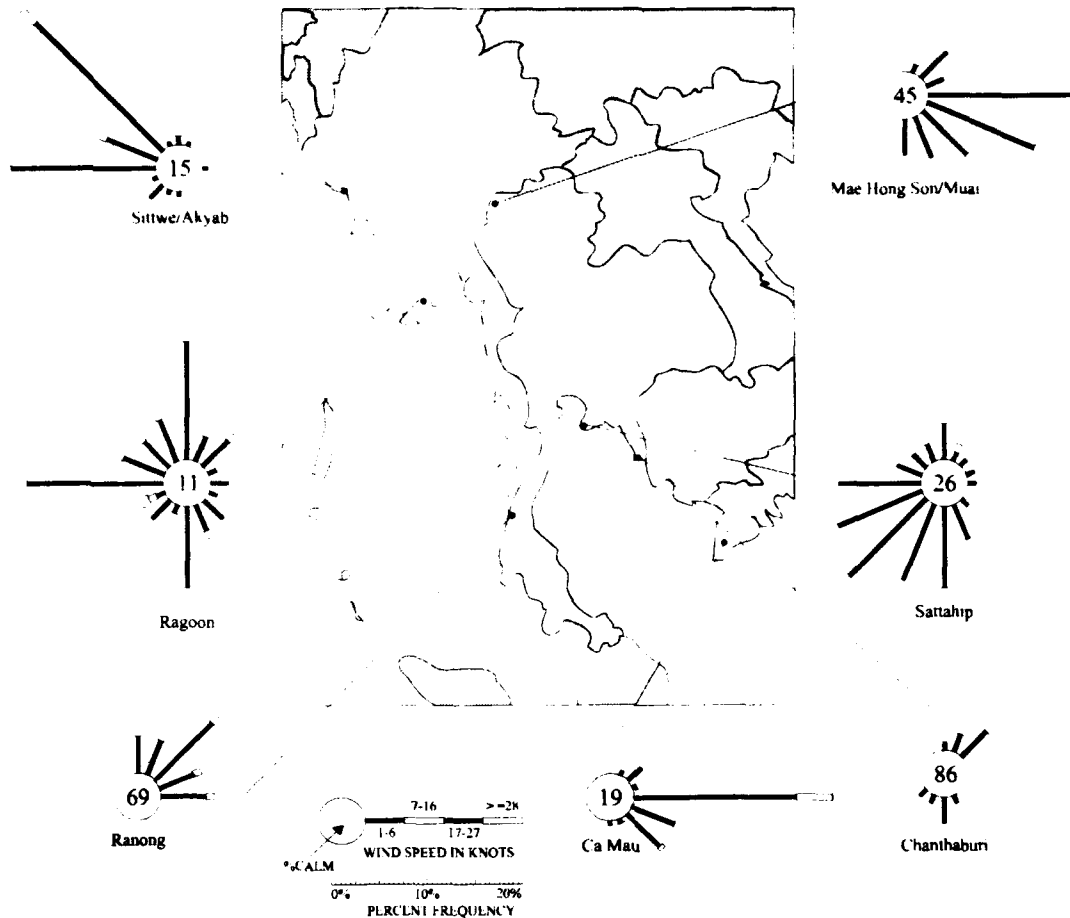 45
15
Mae Hong Son/Muai
Sittwe/Akyab
11
26
Ragoon
Sattahip
69
19
86
7-16
>=28
1-6
17-27
Ranong
WIND SPEED IN KNOTS
Ca Mau
Chanthaburi
%CALM
0%
10%
20%
PERCENT FREQUENCY